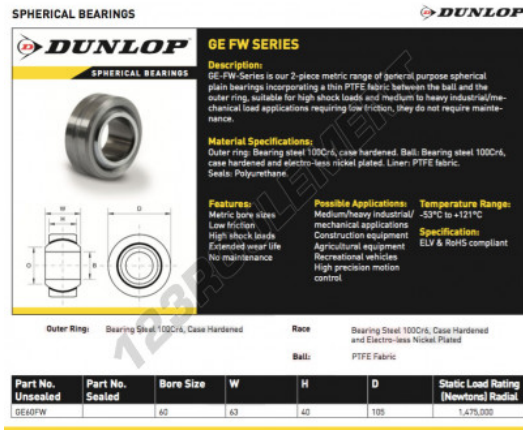 SPHERICAL BEARINGS
DUNLOP
DUNLOP
SPHERICAL BEARINGS
GE FW SERIES
Description:
GE-FW-Series is our 2-piece metric range of general purpose spherical
plain bearings incorporating a thin PTFE fabric between the ball and the
outer ring, suitable for high shock loads and medium to heavy industrial/me-
chanical load applications requiring low friction, they do not require mainte-
nance.
Material Specifications:
Outer ring: Bearing steel 100Cr6, case hardened. Ball: Bearing steel 100Cr6,
case hardened and electro-less nickel plated. Liner: PTFE fabric.
Seals: Polyurethane.
Features:
Metric bore sizes
Low friction
High shock loads
Extended wear life
No maintenance
Possible Applications:
Medium/heavy industrial/
mechanical applications
Construction equipment
Agricultural equipment
Recreational vehicles
High precision motion
control
Temperature Range:
-53°C to +121°C
Specification:
ELV & RoHS compliant
W
H
D
O
B
123ROULEMENT
Outer Ring: Bearing Steel 100Cr6, Case Hardened
Race Bearing Steel 100Cr6, Case Hardened
and Electro-less Nickel Plated
Ball: PTFE Fabric
Part No. Unsealed Part No. Sealed Bore Size W H D Static Load Rating (Newtons) Radial
GE60FW 60 63 40 105 1,475,000